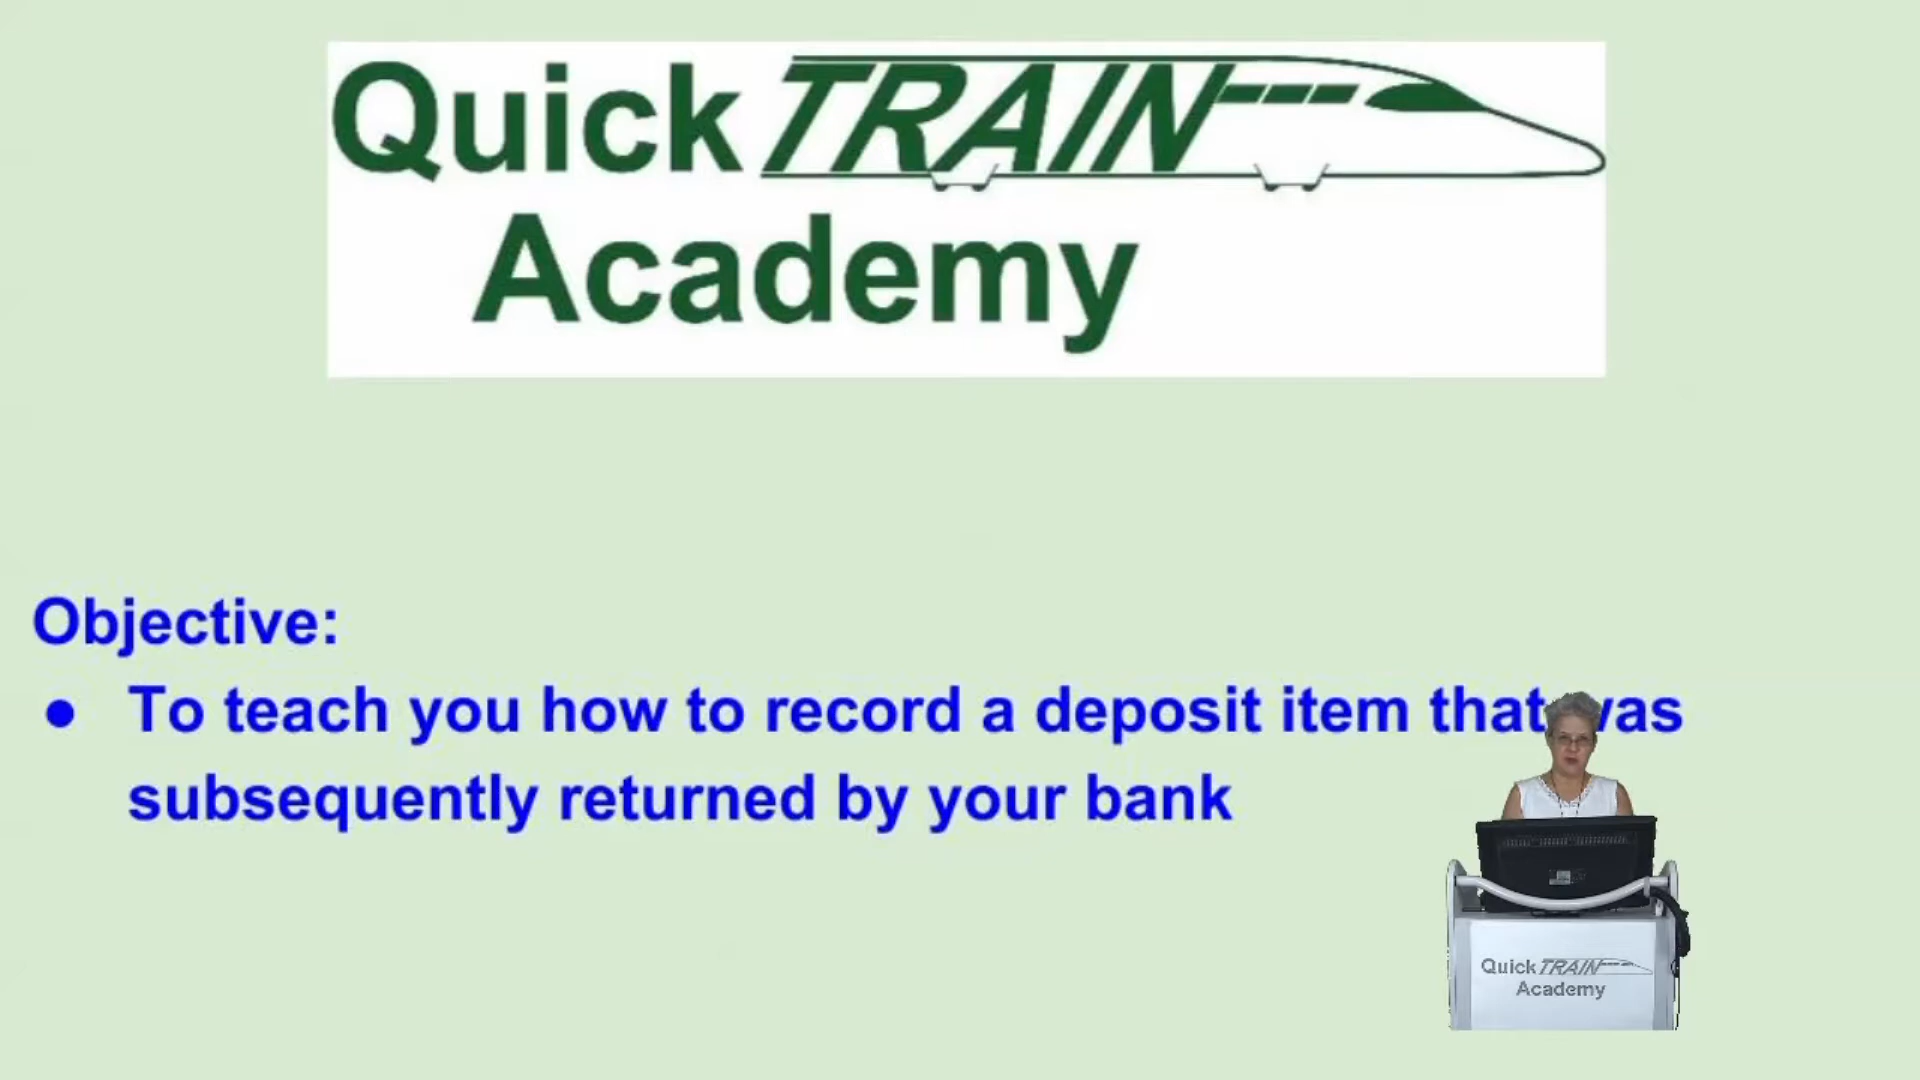 Quick TRAIN
Academy
Objective:
● To teach you how to record a deposit item that was
subsequently returned by your bank
Quick TRAIN
Academy